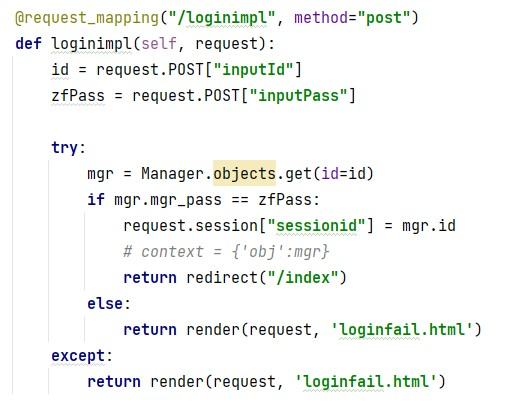 @request_mapping("/loginimpl", method="post")
def loginimpl(self, request):
    id = request.POST["inputId"]
    zfPass = request.POST["inputPass"]

    try:
        mgr = Manager.objects.get(id=id)
        if mgr.mgr_pass == zfPass:
            request.session["sessionid"] = mgr.id
            # context = {'obj':mgr}
            return redirect("/index")
        else:
            return render(request, 'loginfail.html')
    except:
        return render(request, 'loginfail.html')